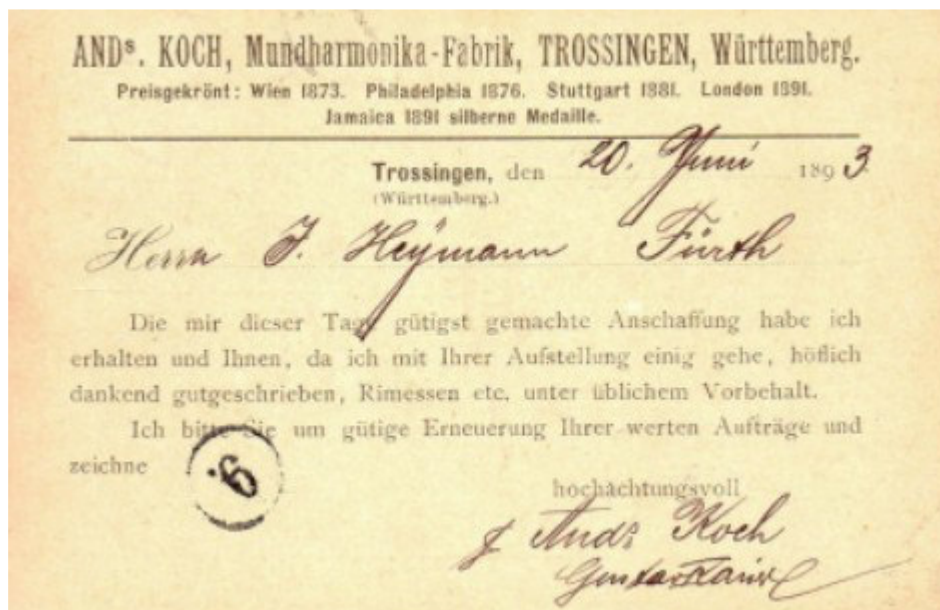 ANDs. KOCH, Mundharmonika-Fabrik, TROSSINGEN, Württemberg.
Preisgekrönt: Wien 1873. Philadelphia 1876. Stuttgart 1881. London 1891.
Jamaica 1891 silberne Medaille.
Trossingen, den 20. Juni 1893
(Württemberg.)
Herrn J. Heymann Fürth
Die mir dieser Tage gütigst gemachte Anschaffung habe ich
erhalten und Ihnen, da ich mit Ihrer Aufstellung einig gehe, höflich
dankend gutgeschrieben, Rimessen etc. unter üblichem Vorbehalt.
Ich bitte Sie um gütige Erneuerung Ihrer werten Aufträge und
zeichne
6
hochachtungsvoll
Ands Koch